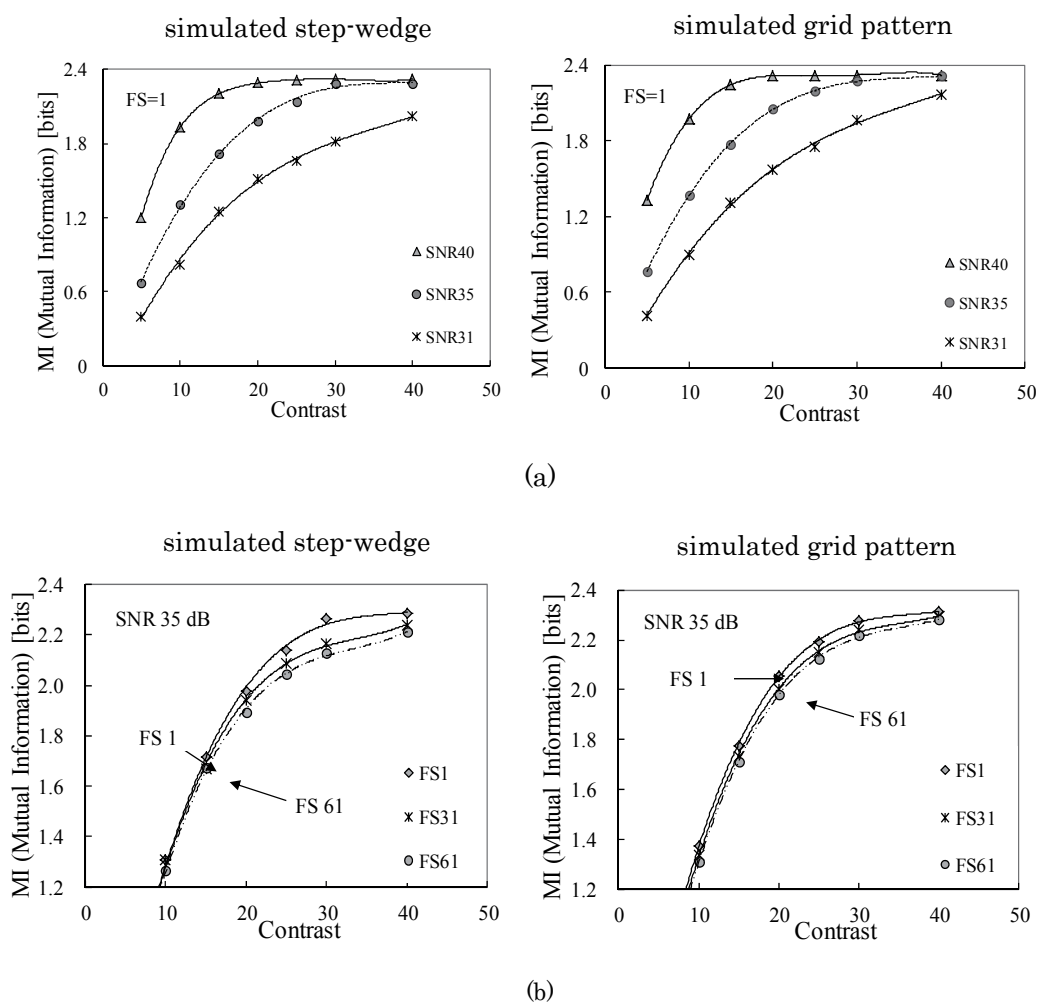 simulated step-wedge
MI (Mutual Information) [bits]
2.4
1.8
1.2
0.6
0
FS=1
SNR40
SNR35
SNR31
0 10 20 30 40 50
Contrast
simulated grid pattern
MI (Mutual Information) [bits]
2.4
1.8
1.2
0.6
0
FS=1
SNR40
SNR35
SNR31
0 10 20 30 40 50
Contrast
(a)
simulated step-wedge
MI (Mutual Information) [bits]
2.4
2.2
2.0
1.8
1.6
1.4
1.2
SNR 35 dB
FS 1
FS 61
FS1
FS31
FS61
0 10 20 30 40 50
Contrast
simulated grid pattern
MI (Mutual Information) [bits]
2.4
2.2
2.0
1.8
1.6
1.4
1.2
SNR 35 dB
FS 1
FS 61
FS1
FS31
FS61
0 10 20 30 40 50
Contrast
(b)